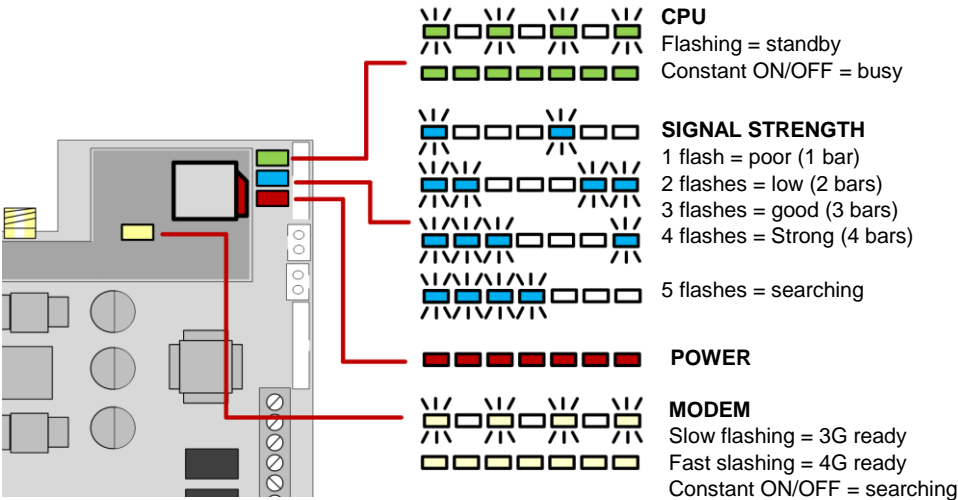 CPU
Flashing = standby
Constant ON/OFF = busy
SIGNAL STRENGTH
1 flash = poor (1 bar)
2 flashes = low (2 bars)
3 flashes = good (3 bars)
4 flashes = Strong (4 bars)
5 flashes = searching
POWER
MODEM
Slow flashing = 3G ready
Fast slashing = 4G ready
Constant ON/OFF = searching